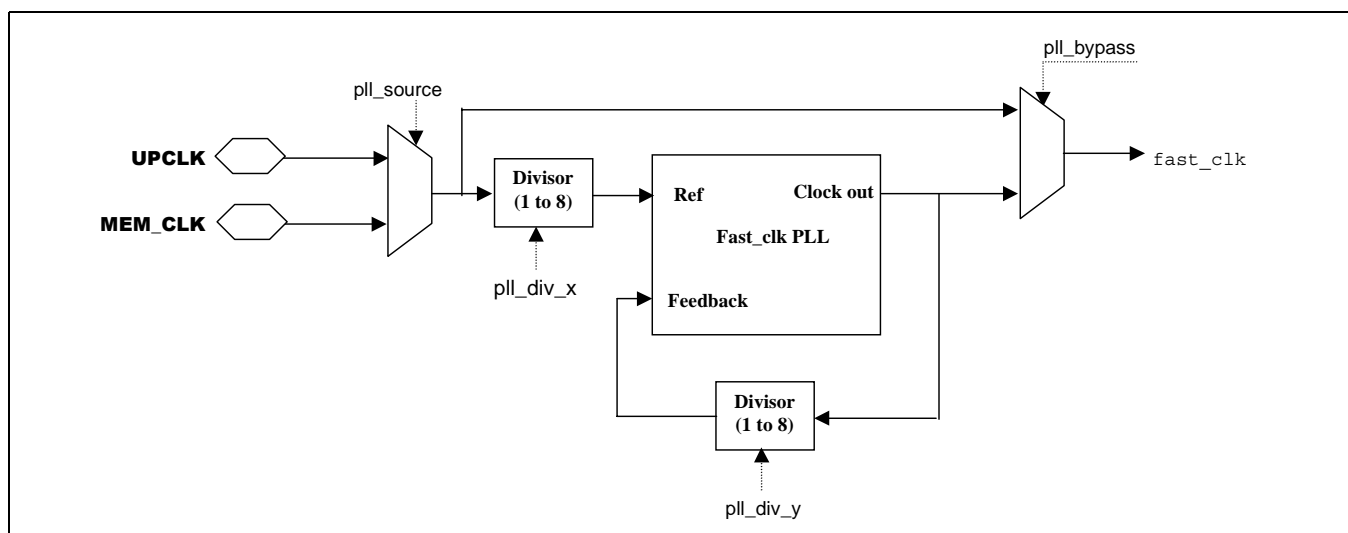 pll_bypass
pll_source
UPCLK
MEM_CLK
Divisor
(1 to 8)
pll_div_x
Ref
Clock out
Fast_clk PLL
Feedback
fast_clk
Divisor
(1 to 8)
pll_div_y